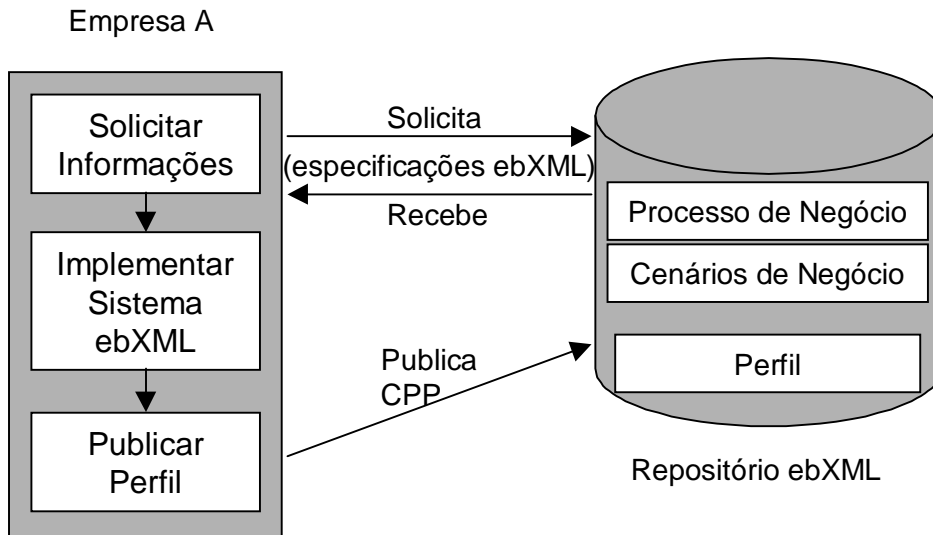 Empresa A
Solicitar
Informações
Implementar
Sistema
ebXML
Publicar
Perfil
Solicita
(especificações ebXML)
Recebe
Publica
CPP
Processo de Negócio
Cenários de Negócio
Perfil
Repositório ebXML